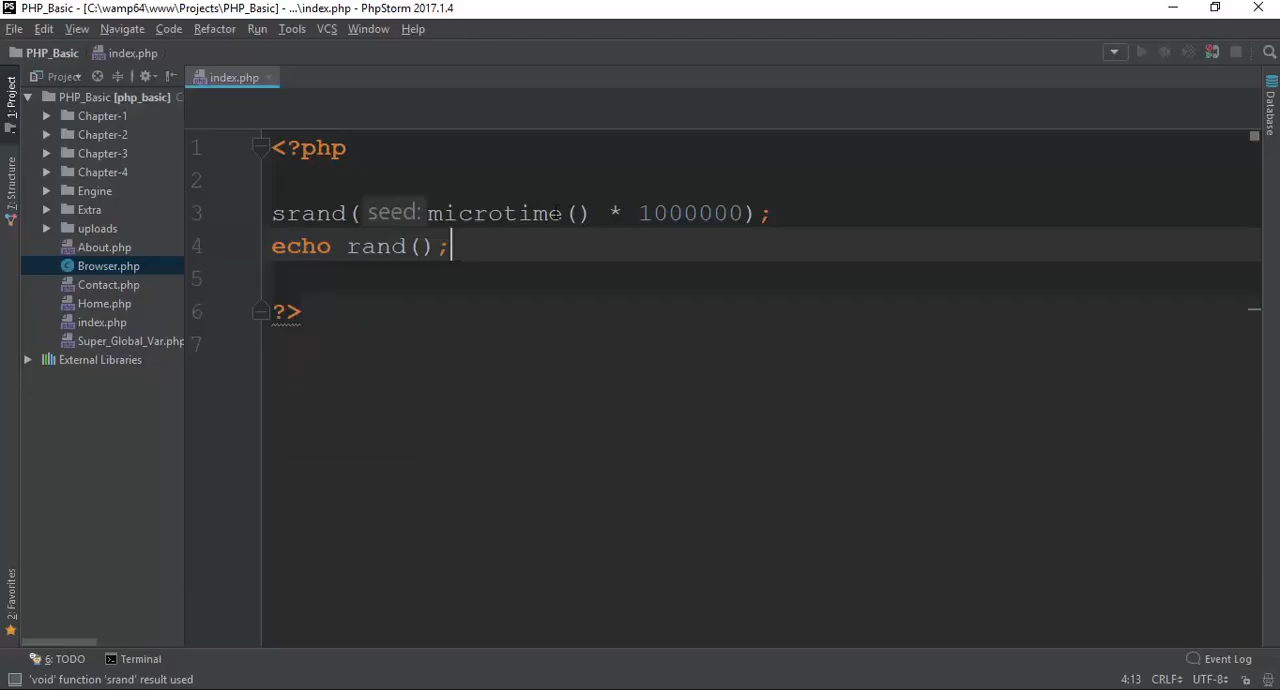 PS PHP_Basic - [C:\wamp64\www\Projects\PHP_Basic] - ...\index.php - PhpStorm 2017.1.4
File Edit View Navigate Code Refactor Run Tools VCS Window Help
PHP_Basic index.php
1: Project
Project
index.php
PHP_Basic [php_basic] C
Chapter-1
Chapter-2
Chapter-3
Chapter-4
Engine
Extra
uploads
About.php
Browser.php
Contact.php
Home.php
index.php
Super_Global_Var.php
External Libraries
7: Structure
2: Favorites
1 <?php
2
3 srand( seed: microtime() * 1000000);
4 echo rand();
5
6 ?>
7
Database
6: TODO Terminal Event Log
'void' function 'srand' result used 4:13 CRLF UTF-8